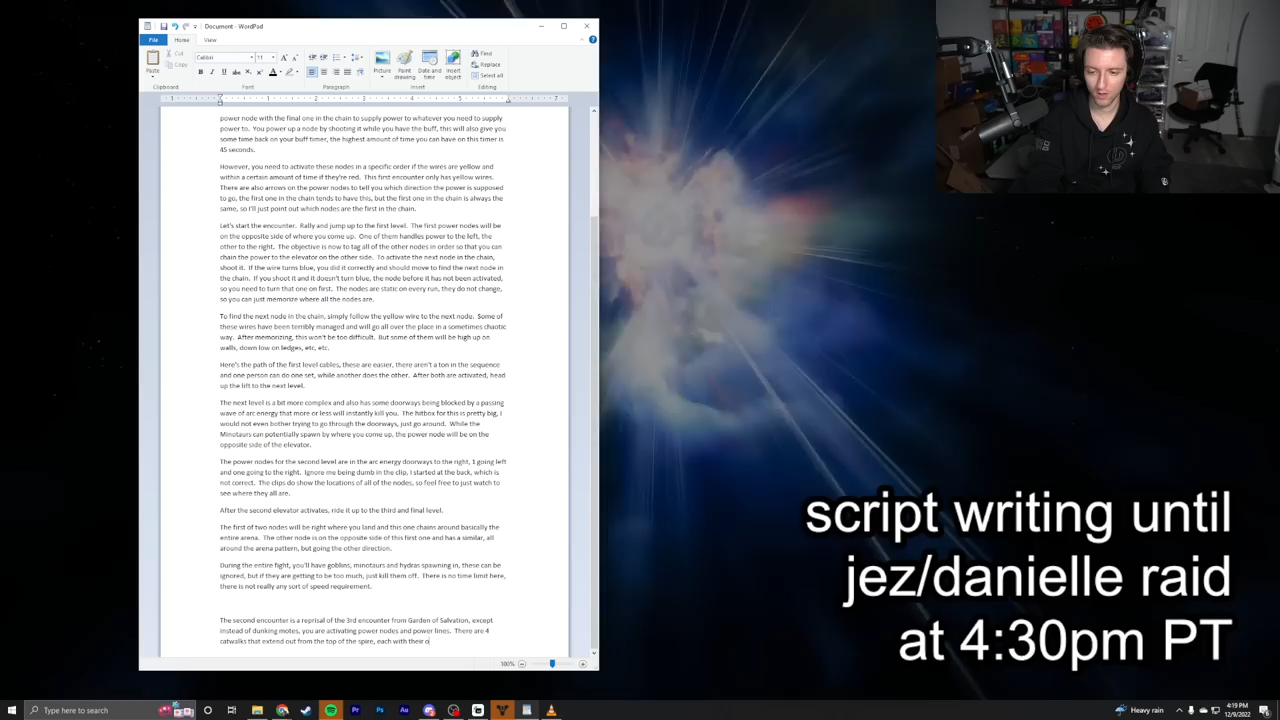 Document - WordPad
File
Home
View
Cut
Copy
Paste
Calibri
11
Picture
Paint drawing
Date and time
Insert object
Find
Replace
Select all
Clipboard
Font
Paragraph
Insert
Editing
power node with the final one in the chain to supply power to whatever you need to supply
power to.  You power up a node by shooting it while you have the buff, this will also give you
some time back on your buff timer, the highest amount of time you can have on this timer is
45 seconds.
However, you need to activate these nodes in a specific order if the wires are yellow and
within a certain amount of time if they're red.  This first encounter only has yellow wires.
There are also arrows on the power nodes to tell you which direction the power is supposed
to go, the first one in the chain tends to have this, but the first one in the chain is always the
same, so I'll just point out which nodes are the first in the chain.
Let's start the encounter.  Rally and jump up to the first level.  The first power nodes will be
on the opposite side of where you come up.  One of them handles power to the left, the
other to the right.  The objective is now to tag all of the other nodes in order so that you can
chain the power to the elevator on the other side.  To activate the next node in the chain,
shoot it.  If the wire turns blue, you did it correctly and should move to find the next node in
the chain.  If you shoot it and it doesn't turn blue, the node before it has not been activated,
so you need to turn that one on first.  The nodes are static on every run, they do not change,
so you can just memorize where all the nodes are.
To find the next node in the chain, simply follow the yellow wire to the next node.  Some of
these wires have been terribly managed and will go all over the place in a sometimes chaotic
way.  After memorizing, this won't be too difficult.  But some of them will be high up on
walls, down low on ledges, etc, etc.
Here's the path of the first level cables, these are easier, there aren't a ton in the sequence
and one person can do one set, while another does the other.  After both are activated, head
up the lift to the next level.
The next level is a bit more complex and also has some doorways being blocked by a passing
wave of arc energy that more or less will instantly kill you.  The hitbox for this is pretty big, I
would not even bother trying to go through the doorways, just go around.  While the
Minotaurs can potentially spawn by where you come up, the power node will be on the
opposite side of the elevator.
The power nodes for the second level are in the arc energy doorways to the right, 1 going left
and one going to the right.  Ignore me being dumb in the clip, I started at the back, which is
not correct.  The clips do show the locations of all of the nodes, so feel free to just watch to
see where they all are.
After the second elevator activates, ride it up to the third and final level.
The first of two nodes will be right where you land and this one chains around basically the
entire arena.  The other node is on the opposite side of this first one and has a similar, all
around the arena pattern, but going the other direction.
During the entire fight, you'll have goblins, minotaurs and hydras spawning in, these can be
ignored, but if they are getting to be too much, just kill them off.  There is no time limit here,
there is not really any sort of speed requirement.
The second encounter is a reprisal of the 3rd encounter from Garden of Salvation, except
instead of dunking motes, you are activating power nodes and power lines.  There are 4
catwalks that extend out from the top of the spire, each with their o
100%
script writing until
jez/danielle raid
at 4:30pm PT
Type here to search
Heavy rain
4:19 PM
12/9/2022